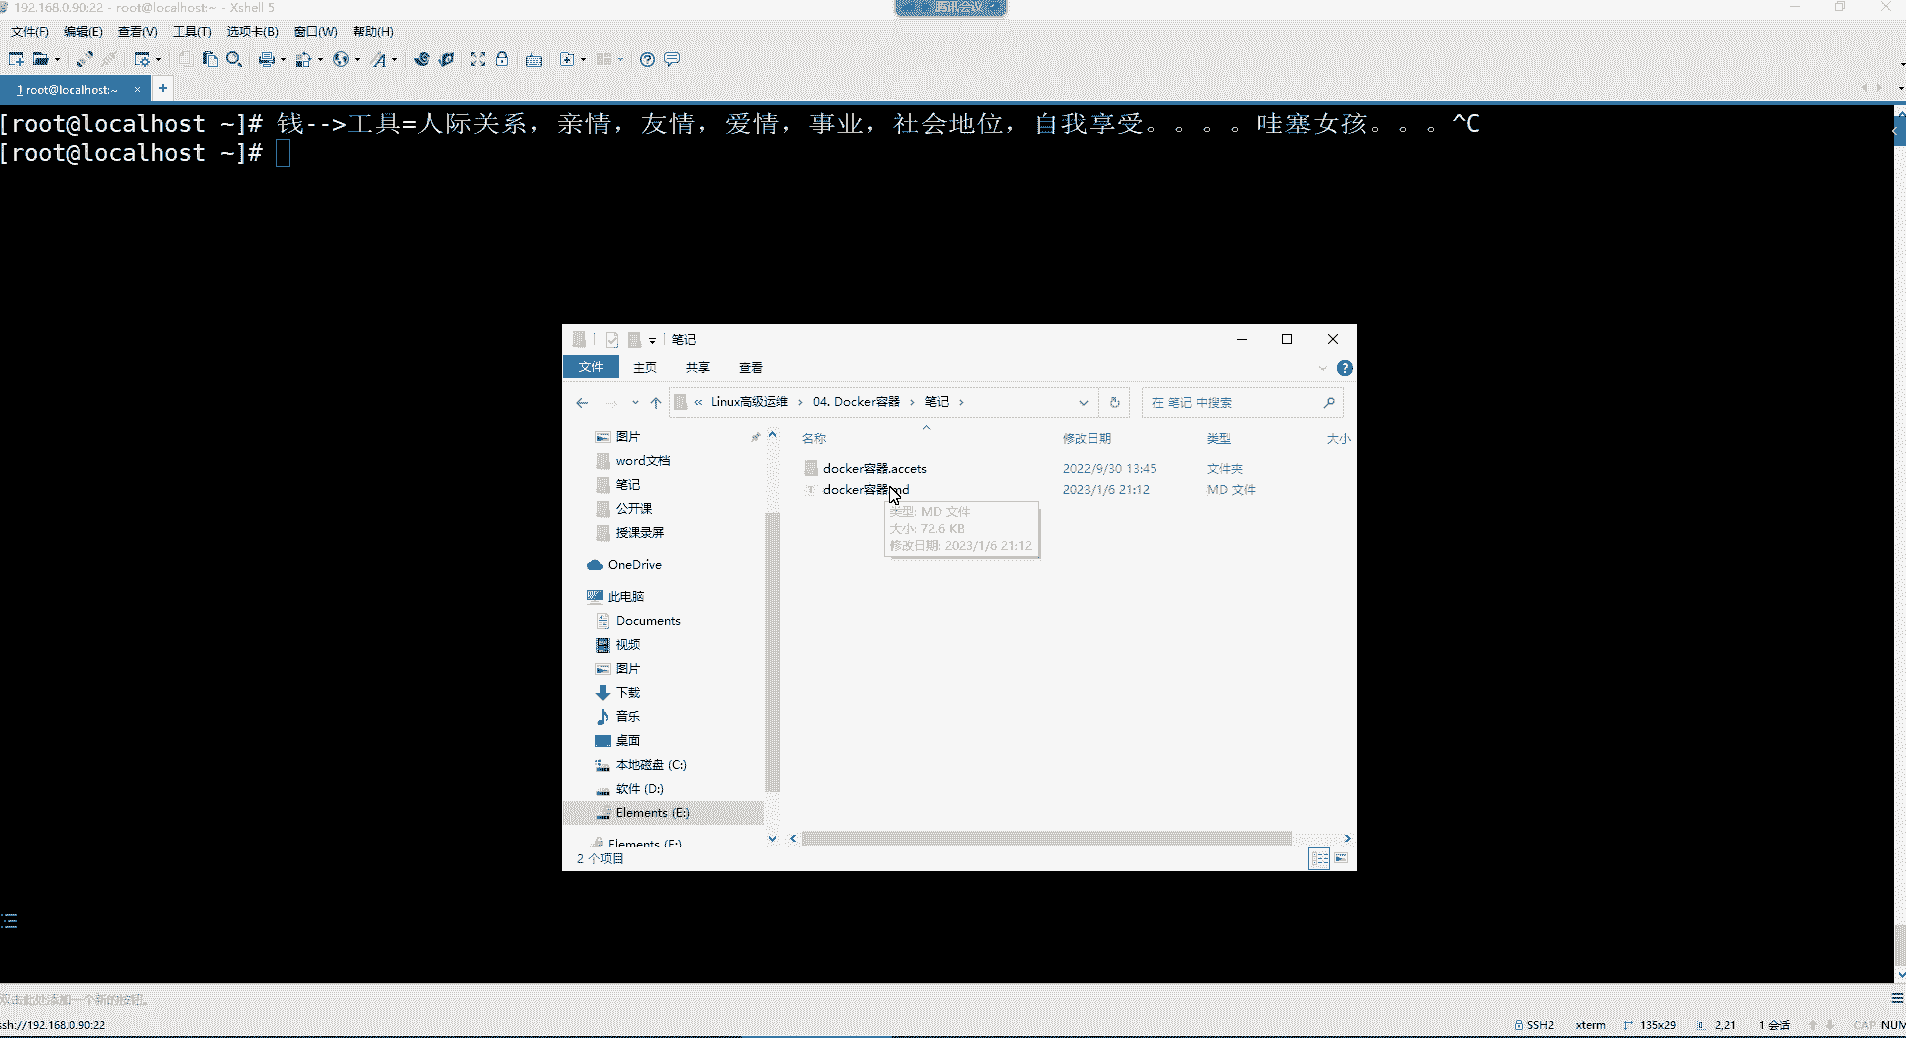 192.168.0.90:22 - root@localhost:~ - Xshell 5
腾讯会议
文件(F) 编辑(E) 查看(V) 工具(T) 选项卡(B) 窗口(W) 帮助(H)
1 root@localhost:~ × +
[root@localhost ~]# 钱-->工具=人际关系，亲情，友情，爱情，事业，社会地位，自我享受。。。。哇塞女孩。。。^C
[root@localhost ~]#
笔记
文件 主页 共享 查看
« Linux高级运维 › 04. Docker容器 › 笔记 ›
在 笔记 中搜索
名称 修改日期 类型 大小
docker容器.accets 2022/9/30 13:45 文件夹
docker容器.md 2023/1/6 21:12 MD 文件
类型: MD 文件
大小: 72.6 KB
修改日期: 2023/1/6 21:12
图片
word文档
笔记
公开课
授课录屏
OneDrive
此电脑
Documents
视频
图片
下载
音乐
桌面
本地磁盘 (C:)
软件 (D:)
Elements (E:)
Elements (E:)
2 个项目
双击此处添加一个新的按钮。
ssh://192.168.0.90:22
SSH2 xterm 135x29 2,21 1 会话 CAP NUM